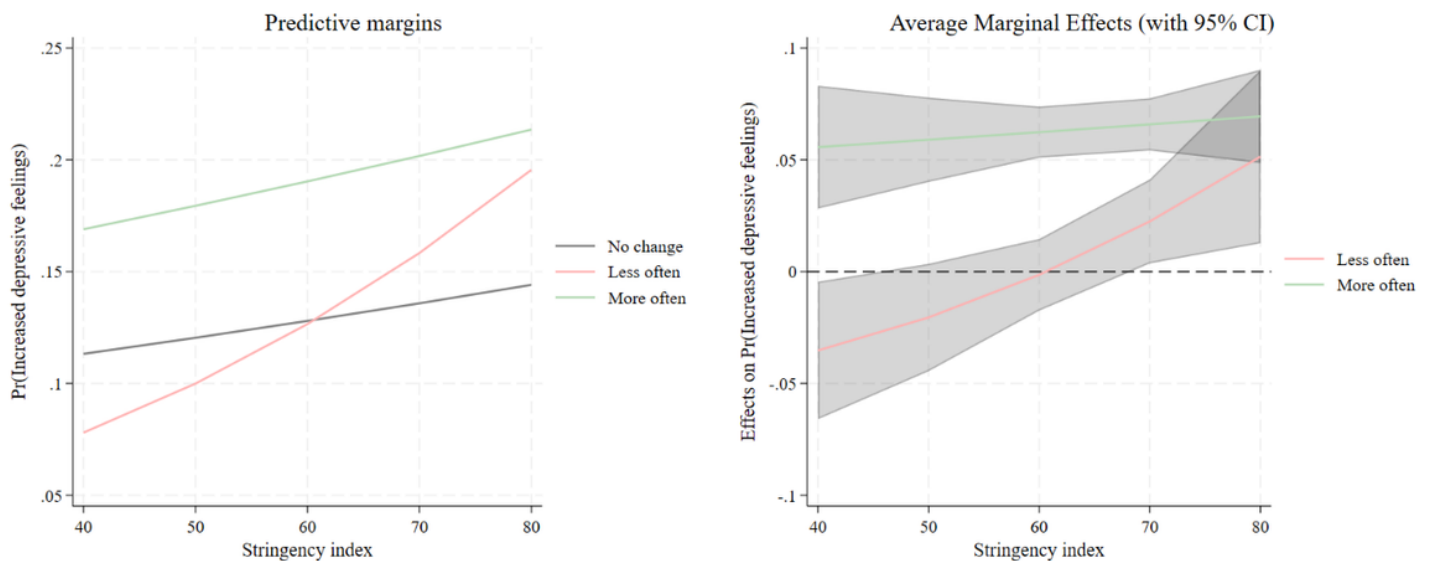 Predictive margins
Pr(Increased depressive feelings)
.25
.2
.15
.1
.05
40 50 60 70 80
Stringency index
No change
Less often
More often
Average Marginal Effects (with 95% CI)
Effects on Pr(Increased depressive feelings)
.1
.05
0
-.05
-.1
40 50 60 70 80
Stringency index
Less often
More often